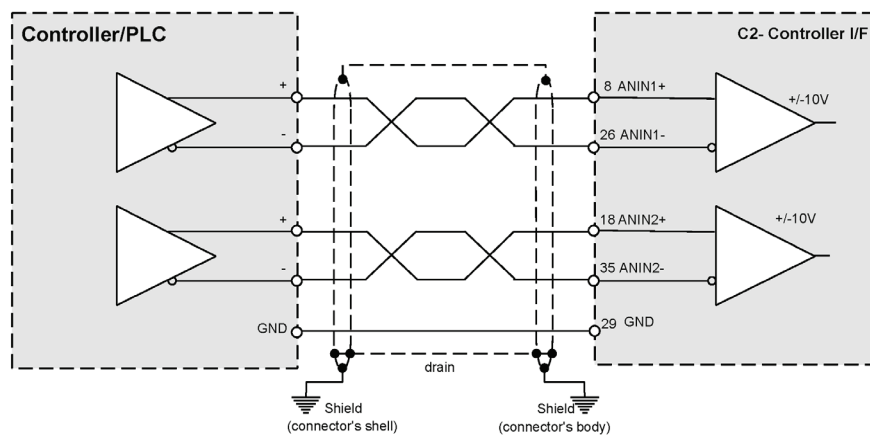 Controller/PLC
C2- Controller I/F
+
8 ANIN1+
+/-10V
-
26 ANIN1-
+
18 ANIN2+
+/-10V
-
35 ANIN2-
GND
29 GND
drain
Shield
(connector's shell)
Shield
(connector's body)